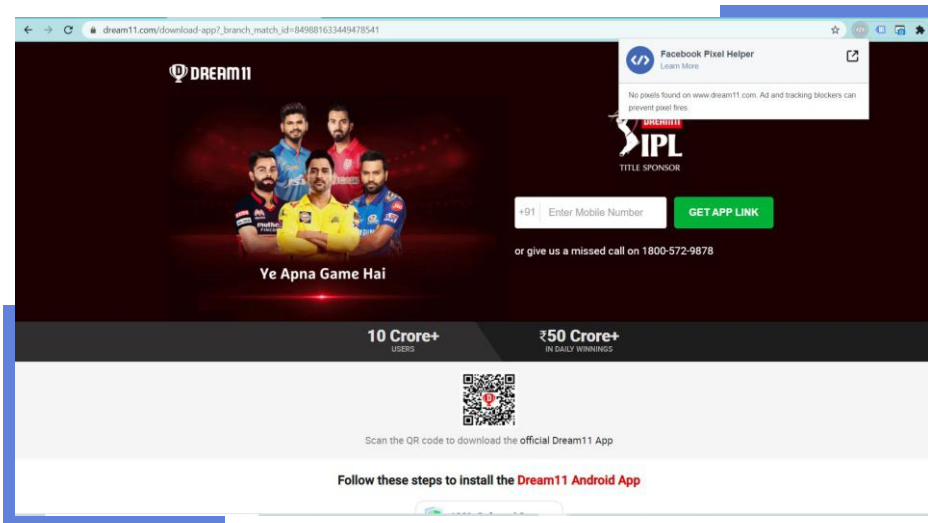 dream11.com/download-app?_branch_match_id=849881633449478541
Facebook Pixel Helper
Learn More
No pixels found on www.dream11.com. Ad and tracking blockers can
prevent pixel fires.
DREAM11
DREAM11
IPL
TITLE SPONSOR
+91 Enter Mobile Number GET APP LINK
or give us a missed call on 1800-572-9878
Ye Apna Game Hai
10 Crore+
USERS
₹50 Crore+
IN DAILY WINNINGS
Scan the QR code to download the official Dream11 App
Follow these steps to install the Dream11 Android App